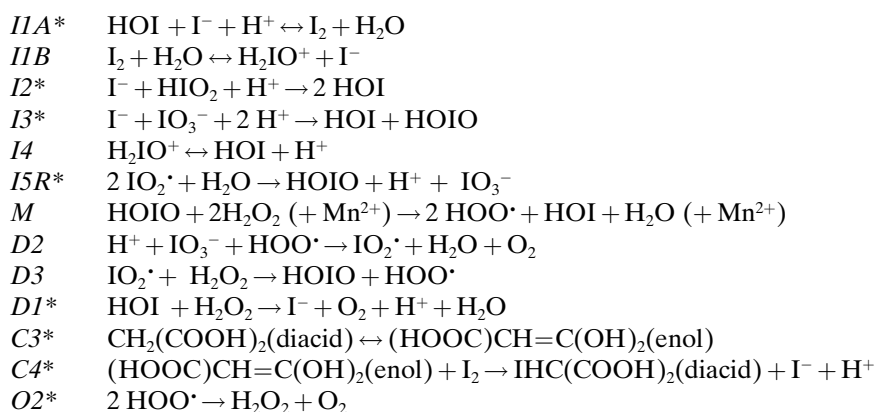 I1A* HOI + I⁻ + H⁺ ↔ I₂ + H₂O
I1B I₂ + H₂O ↔ H₂IO⁺ + I⁻
I2* I⁻ + HIO₂ + H⁺ → 2 HOI
I3* I⁻ + IO₃⁻ + 2 H⁺ → HOI + HOIO
I4 H₂IO⁺ ↔ HOI + H⁺
I5R* 2 IO₂• + H₂O → HOIO + H⁺ + IO₃⁻
M HOIO + 2H₂O₂ (+ Mn²⁺) → 2 HOO• + HOI + H₂O (+ Mn²⁺)
D2 H⁺ + IO₃⁻ + HOO• → IO₂• + H₂O + O₂
D3 IO₂• + H₂O₂ → HOIO + HOO•
D1* HOI + H₂O₂ → I⁻ + O₂ + H⁺ + H₂O
C3* CH₂(COOH)₂(diacid) ↔ (HOOC)CH=C(OH)₂(enol)
C4* (HOOC)CH=C(OH)₂(enol) + I₂ → IHC(COOH)₂(diacid) + I⁻ + H⁺
O2* 2 HOO• → H₂O₂ + O₂